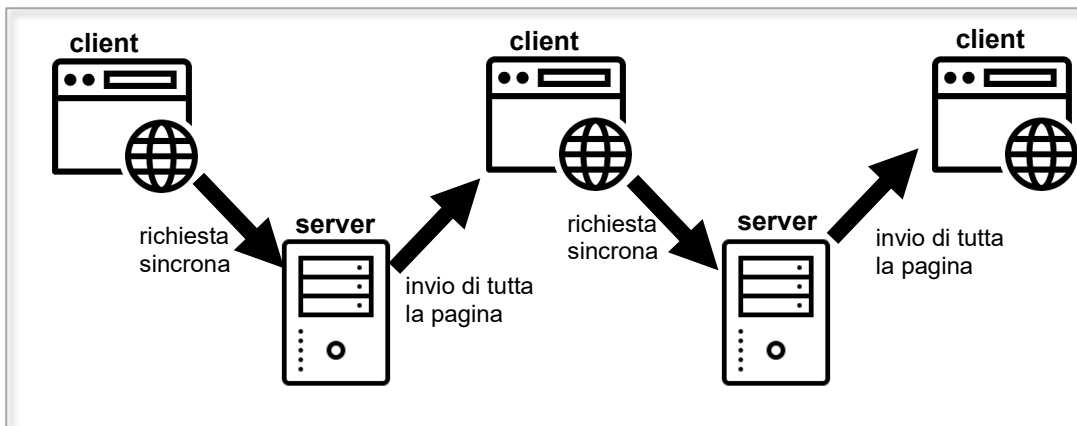 client
client
client
richiesta
sincrona
server
invio di tutta
la pagina
richiesta
sincrona
server
invio di tutta
la pagina